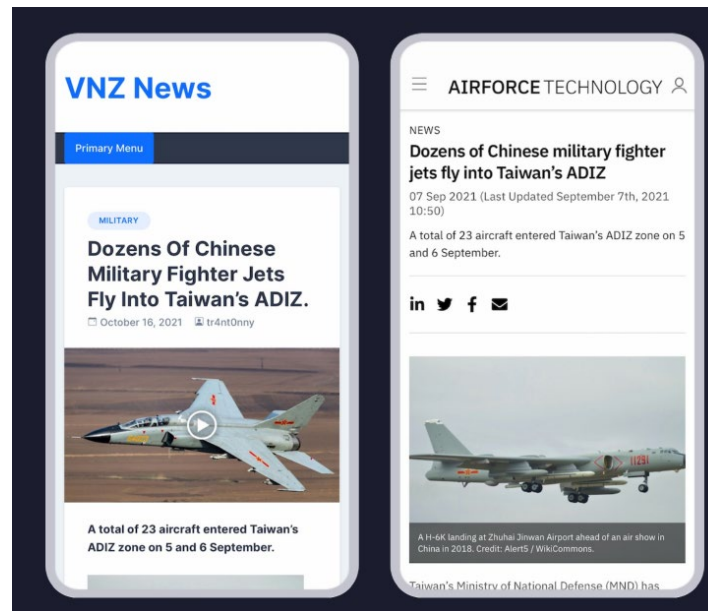 VNZ News
Primary Menu
MILITARY
Dozens Of Chinese
Military Fighter Jets
Fly Into Taiwan's ADIZ.
October 16, 2021 tr4nt0nny
A total of 23 aircraft entered Taiwan's
ADIZ zone on 5 and 6 September.
AIRFORCE TECHNOLOGY
NEWS
Dozens of Chinese military fighter
jets fly into Taiwan's ADIZ
07 Sep 2021 (Last Updated September 7th, 2021
10:50)
A total of 23 aircraft entered Taiwan's ADIZ zone on 5
and 6 September.
in
11291
A H-6K landing at Zhuhai Jinwan Airport ahead of an air show in
China in 2018. Credit: Alert5 / WikiCommons.
Taiwan's Ministry of National Defense (MND) has